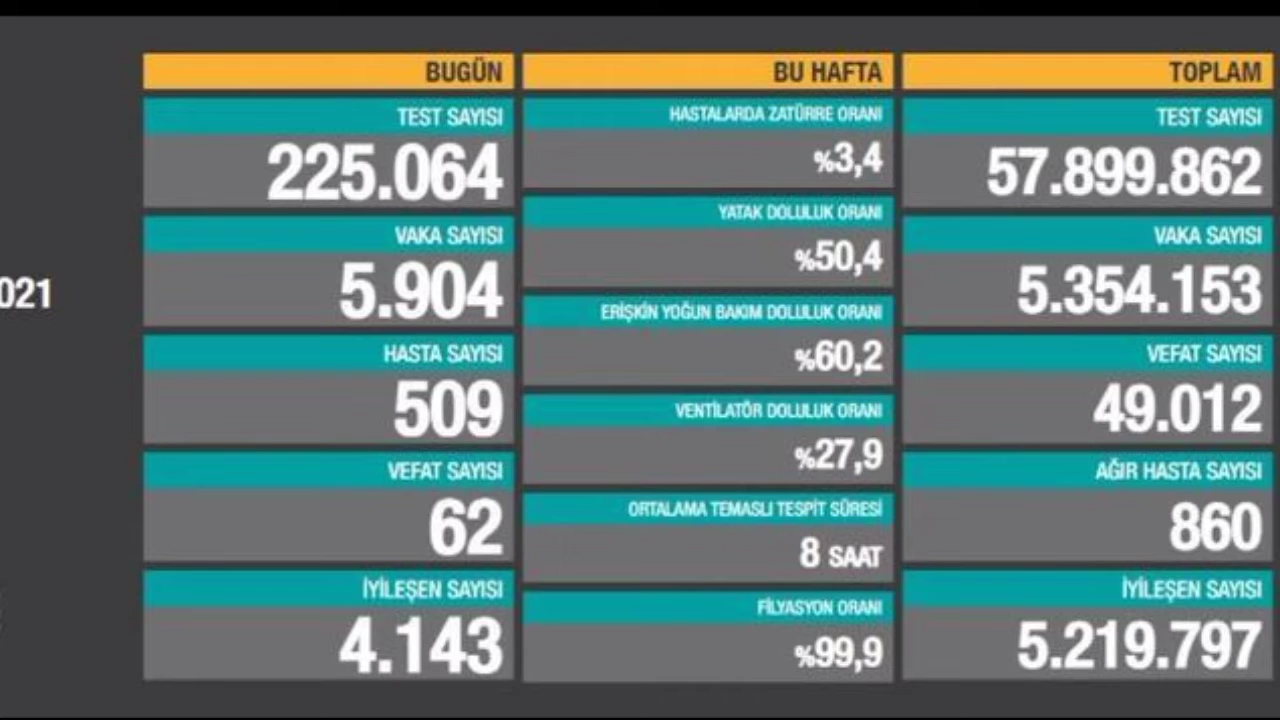 021
BUGÜN
TEST SAYISI
225.064
VAKA SAYISI
5.904
HASTA SAYISI
509
VEFAT SAYISI
62
İYİLEŞEN SAYISI
4.143
BU HAFTA
HASTALARDA ZATÜRRE ORANI
%3,4
YATAK DOLULUK ORANI
%50,4
ERİŞKİN YOĞUN BAKIM DOLULUK ORANI
%60,2
VENTİLATÖR DOLULUK ORANI
%27,9
ORTALAMA TEMASLI TESPİT SÜRESİ
8 SAAT
FİLYASYON ORANI
%99,9
TOPLAM
TEST SAYISI
57.899.862
VAKA SAYISI
5.354.153
VEFAT SAYISI
49.012
AĞIR HASTA SAYISI
860
İYİLEŞEN SAYISI
5.219.797